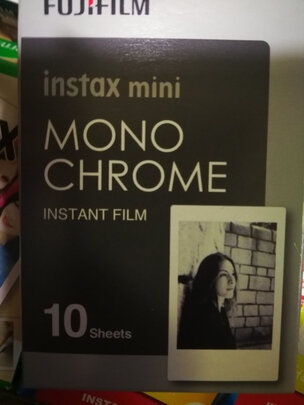 FUJIFILM
instax mini
MONO
CHROME
INSTANT FILM
10 Sheets